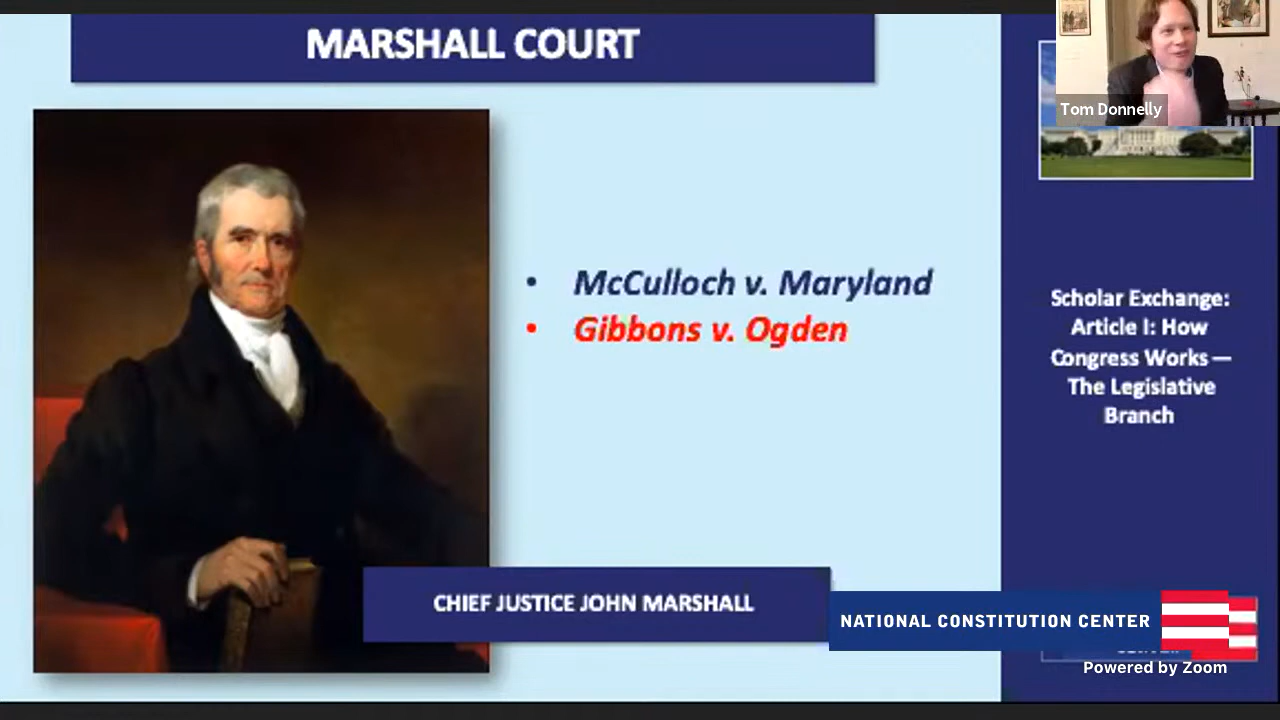 MARSHALL COURT
Tom Donnelly
• McCulloch v. Maryland
• Gibbons v. Ogden
Scholar Exchange:
Article I: How
Congress Works —
The Legislative
Branch
CHIEF JUSTICE JOHN MARSHALL
NATIONAL CONSTITUTION CENTER
Powered by Zoom